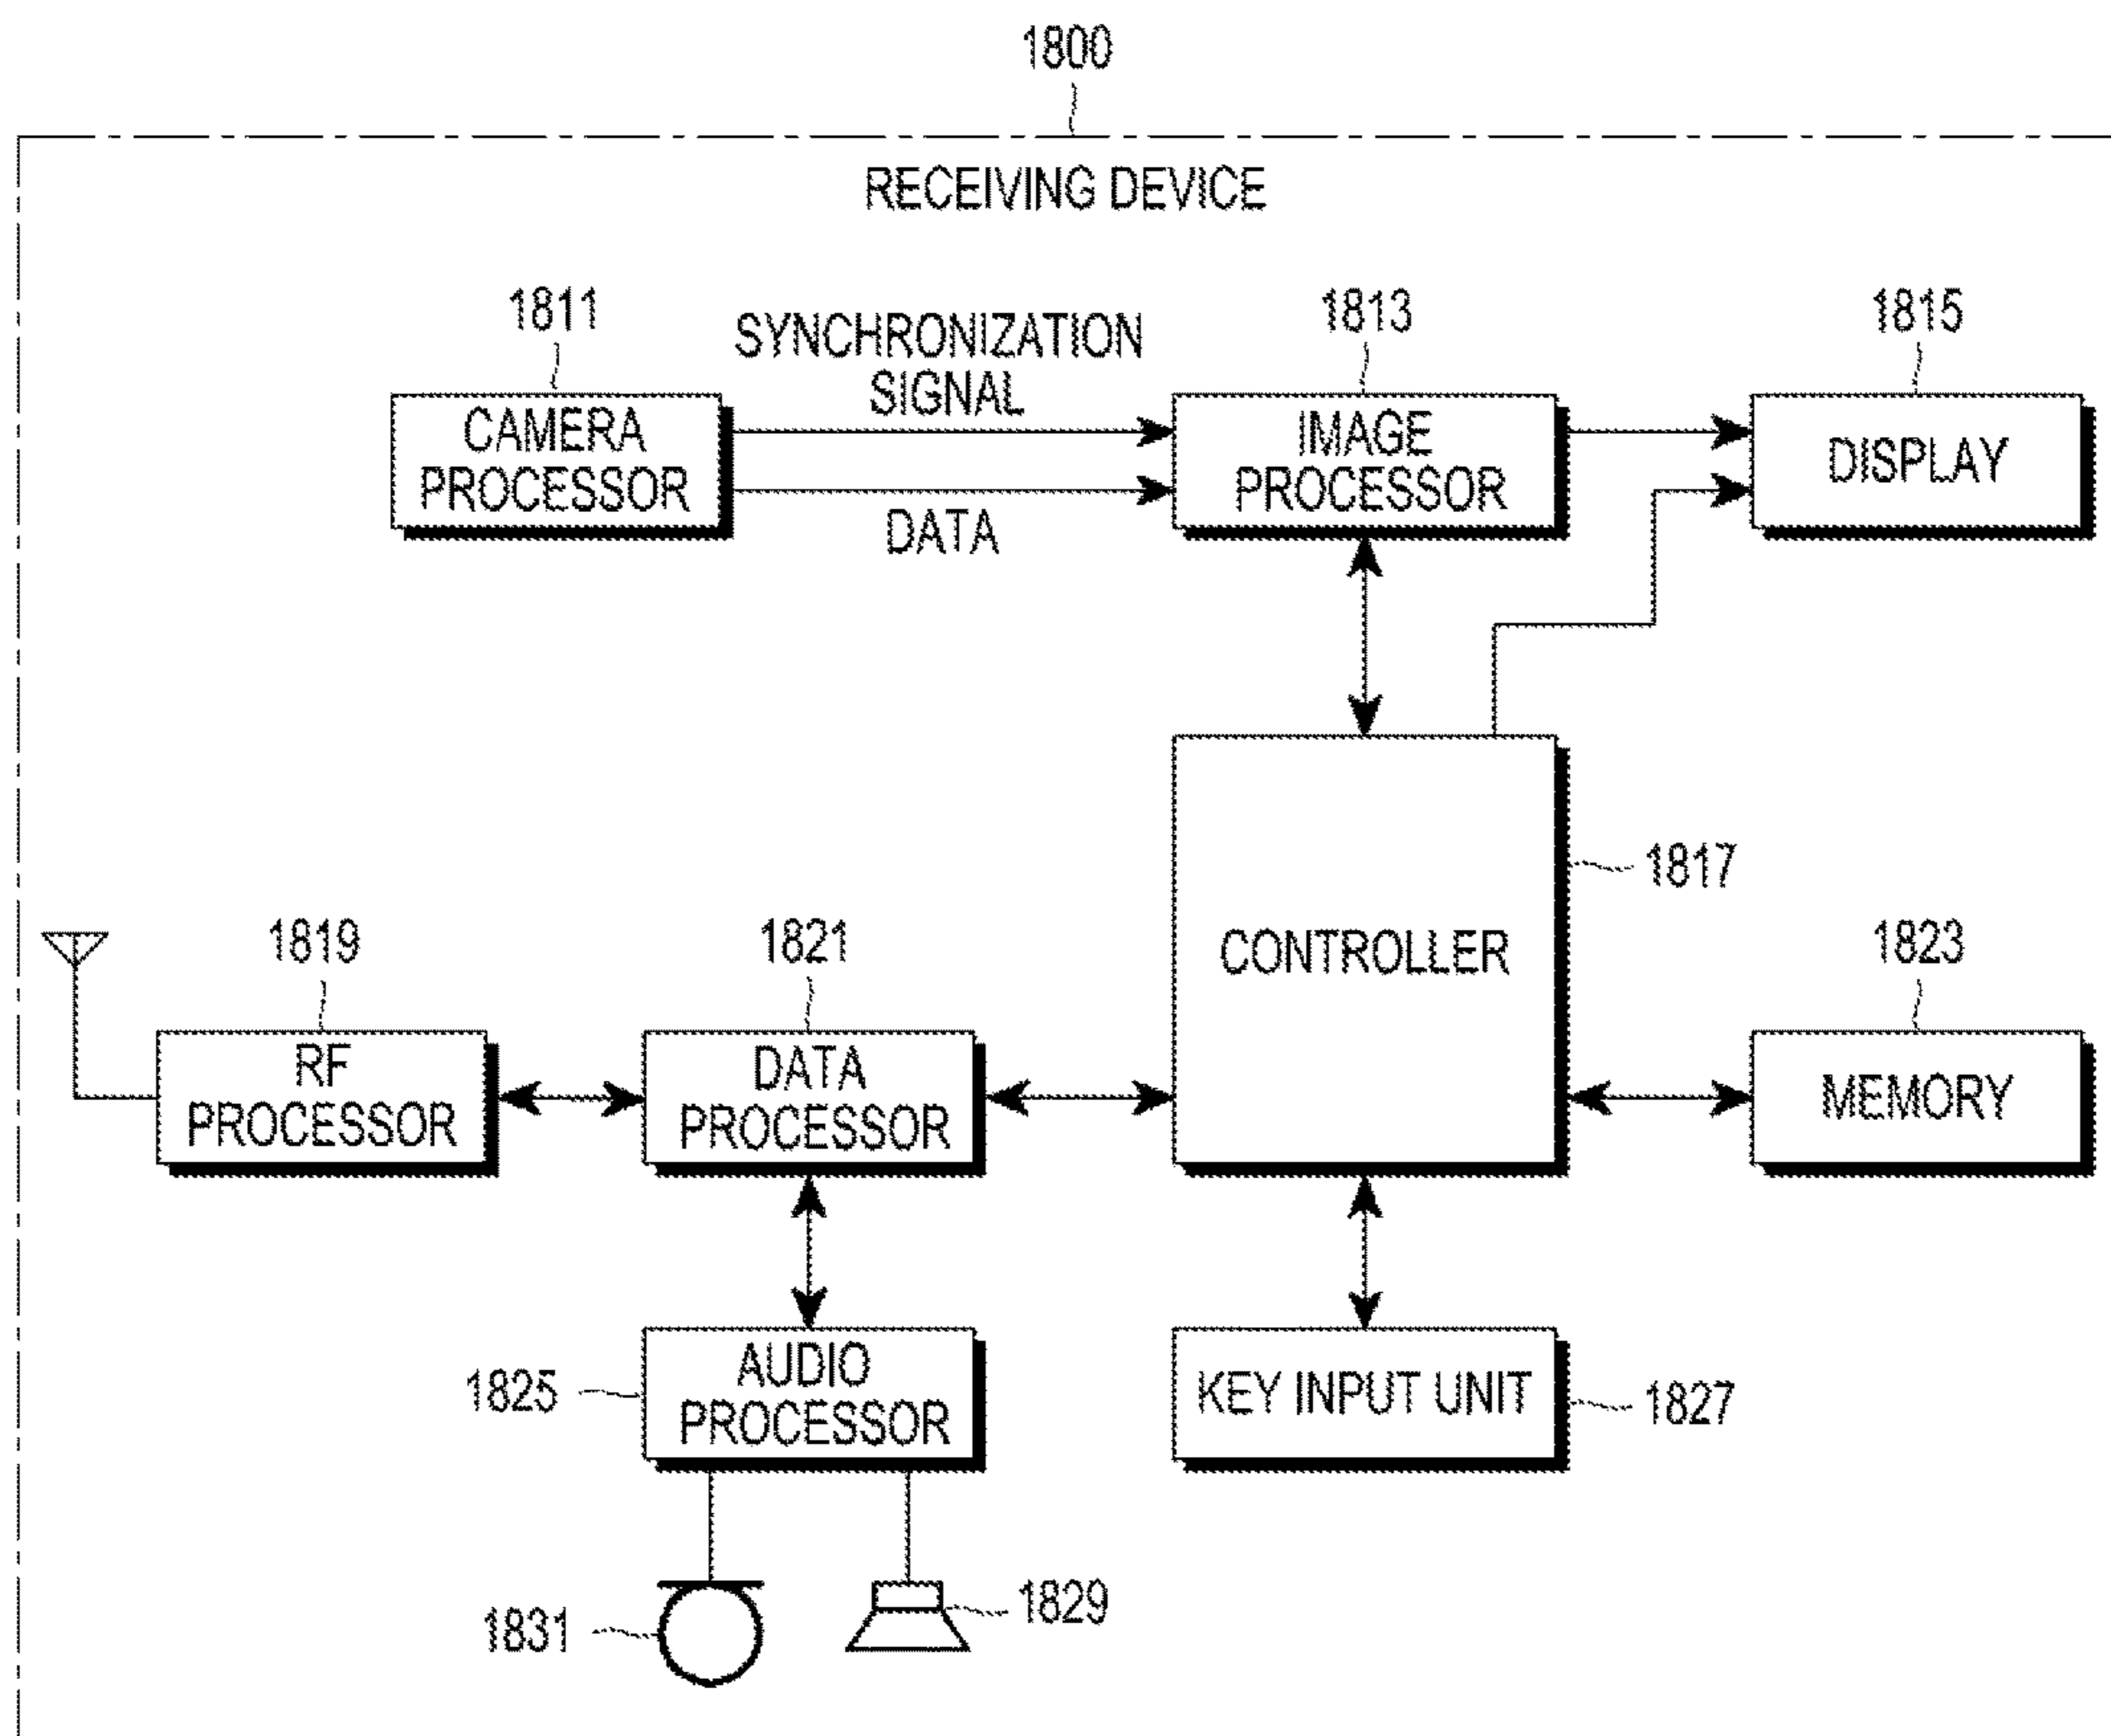 1800
RECEIVING DEVICE
1811
SYNCHRONIZATION
SIGNAL
1813
1815
CAMERA
PROCESSOR
IMAGE
PROCESSOR
DISPLAY
DATA
1817
1819
1821
CONTROLLER
1823
RF
PROCESSOR
DATA
PROCESSOR
MEMORY
1825
AUDIO
PROCESSOR
KEY INPUT UNIT
1827
1831
1829